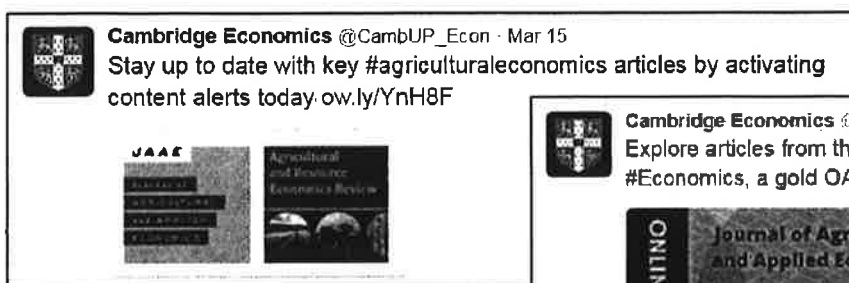 Cambridge Economics @CambUP_Econ · Mar 15
Stay up to date with key #agriculturaleconomics articles by activating
content alerts today ow.ly/YnH8F
JAAE
Agricultural
and Resource
Economics Review
Cambridge Economics @
Explore articles from th
#Economics, a gold OA
ONLIN
Journal of Agr
and Applied Ec